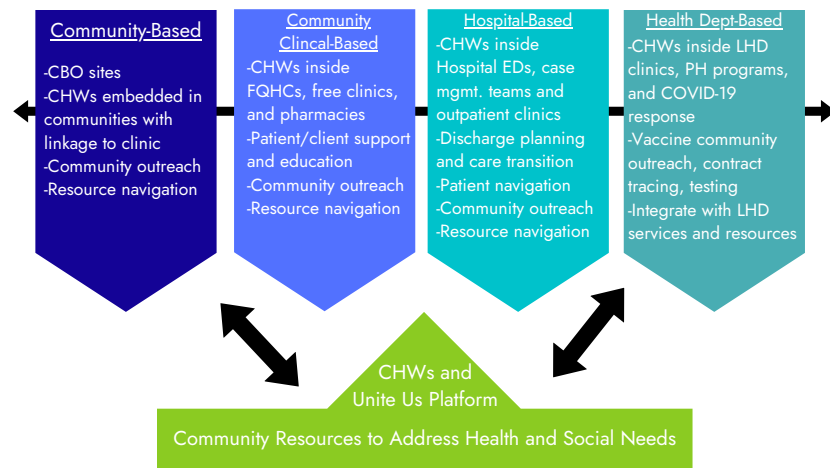 Community-Based
-CBO sites
-CHWs embedded in
communities with
linkage to clinic
-Community outreach
-Resource navigation
Community
Clincal-Based
-CHWs inside
FQHCs, free clinics,
and pharmacies
-Patient/client support
and education
-Community outreach
-Resource navigation
Hospital-Based
-CHWs inside
Hospital EDs, case
mgmt. teams and
outpatient clinics
-Discharge planning
and care transition
-Patient navigation
-Community outreach
-Resource navigation
Health Dept-Based
-CHWs inside LHD
clinics, PH programs,
and COVID-19
response
-Vaccine community
outreach, contract
tracing, testing
-Integrate with LHD
services and resources
CHWs and
Unite Us Platform
Community Resources to Address Health and Social Needs